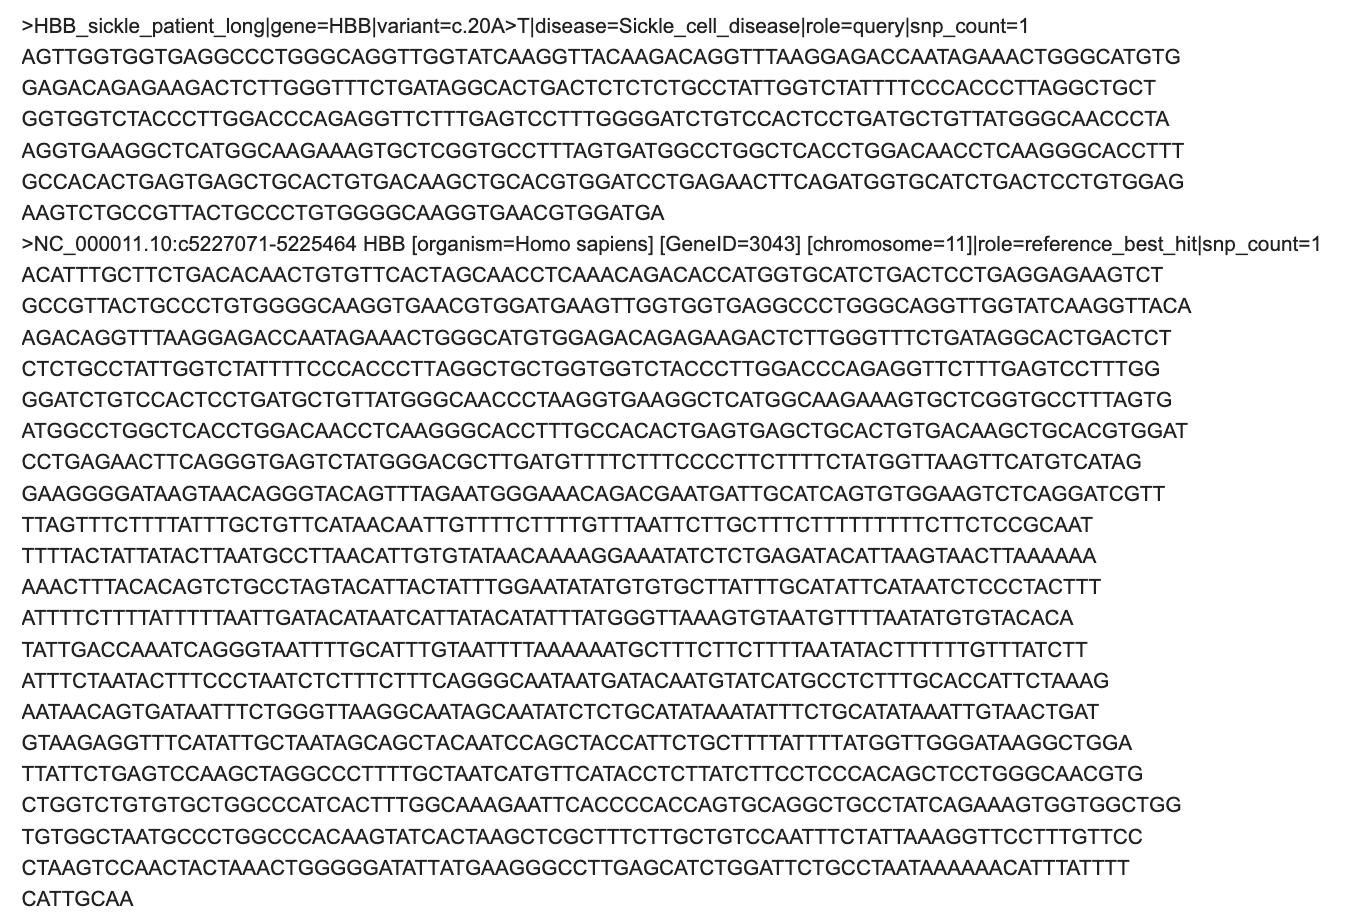 >HBB_sickle_patient_long|gene=HBB|variant=c.20A>T|disease=Sickle_cell_disease|role=query|snp_count=1
AGTTGGTGGTGAGGCCCTGGGCAGGTTGGTATCAAGGTTACAAGACAGGTTTAAGGAGACCAATAGAAACTGGGCATGTG
GAGACAGAGAAGACTCTTGGGTTTCTGATAGGCACTGACTCTCTCTGCCTATTGGTCTATTTTCCCACCCTTAGGCTGCT
GGTGGTCTACCCTTGGACCCAGAGGTTCTTTGAGTCCTTTGGGGATCTGTCCACTCCTGATGCTGTTATGGGCAACCCTA
AGGTGAAGGCTCATGGCAAGAAAGTGCTCGGTGCCTTTAGTGATGGCCTGGCTCACCTGGACAACCTCAAGGGCACCTTT
GCCACACTGAGTGAGCTGCACTGTGACAAGCTGCACGTGGATCCTGAGAACTTCAGATGGTGCATCTGACTCCTGTGGAG
AAGTCTGCCGTTACTGCCCTGTGGGGCAAGGTGAACGTGGATGA
>NC_000011.10:c5227071-5225464 HBB [organism=Homo sapiens] [GeneID=3043] [chromosome=11]|role=reference_best_hit|snp_count=1
ACATTTGCTTCTGACACAACTGTGTTCACTAGCAACCTCAAACAGACACCATGGTGCATCTGACTCCTGAGGAGAAGTCT
GCCGTTACTGCCCTGTGGGGCAAGGTGAACGTGGATGAAGTTGGTGGTGAGGCCCTGGGCAGGTTGGTATCAAGGTTACA
AGACAGGTTTAAGGAGACCAATAGAAACTGGGCATGTGGAGACAGAGAAGACTCTTGGGTTTCTGATAGGCACTGACTCT
CTCTGCCTATTGGTCTATTTTCCCACCCTTAGGCTGCTGGTGGTCTACCCTTGGACCCAGAGGTTCTTTGAGTCCTTTGG
GGATCTGTCCACTCCTGATGCTGTTATGGGCAACCCTAAGGTGAAGGCTCATGGCAAGAAAGTGCTCGGTGCCTTTAGTG
ATGGCCTGGCTCACCTGGACAACCTCAAGGGCACCTTTGCCACACTGAGTGAGCTGCACTGTGACAAGCTGCACGTGGAT
CCTGAGAACTTCAGGGTGAGTCTATGGGACGCTTGATGTTTTCTTTCCCCTTCTTTTCTATGGTTAAGTTCATGTCATAG
GAAGGGGATAAGTAACAGGGTACAGTTTAGAATGGGAAACAGACGAATGATTGCATCAGTGTGGAAGTCTCAGGATCGTT
TTAGTTTCTTTTATTTGCTGTTCATAACAATTGTTTTCTTTTGTTTAATTCTTGCTTTCTTTTTTTTTCTTCTCCGCAAT
TTTTACTATTATACTTAATGCCTTAACATTGTGTATAACAAAAGGAAATATCTCTGAGATACATTAAGTAACTTAAAAAA
AAACTTTACACAGTCTGCCTAGTACATTACTATTTGGAATATATGTGTGCTTATTTGCATATTCATAATCTCCCTACTTT
ATTTTCTTTTATTTTTAATTGATACATAATCATTATACATATTTATGGGTTAAAGTGTAATGTTTTAATATGTGTACACA
TATTGACCAAATCAGGGTAATTTTGCATTTGTAATTTTAAAAAATGCTTTCTTCTTTTAATATACTTTTTTGTTTATCTT
ATTTCTAATACTTTCCCTAATCTCTTTCTTTCAGGGCAATAATGATACAATGTATCATGCCTCTTTGCACCATTCTAAAG
AATAACAGTGATAATTTCTGGGTTAAGGCAATAGCAATATCTCTGCATATAAATATTTCTGCATATAAATTGTAACTGAT
GTAAGAGGTTTCATATTGCTAATAGCAGCTACAATCCAGCTACCATTCTGCTTTTATTTTATGGTTGGGATAAGGCTGGA
TTATTCTGAGTCCAAGCTAGGCCCTTTTGCTAATCATGTTCATACCTCTTATCTTCCTCCCACAGCTCCTGGGCAACGTG
CTGGTCTGTGTGCTGGCCCATCACTTTGGCAAAGAATTCACCCCACCAGTGCAGGCTGCCTATCAGAAAGTGGTGGCTGG
TGTGGCTAATGCCCTGGCCCACAAGTATCACTAAGCTCGCTTTCTTGCTGTCCAATTTCTATTAAAGGTTCCTTTGTTCC
CTAAGTCCAACTACTAAACTGGGGGATATTATGAAGGGCCTTGAGCATCTGGATTCTGCCTAATAAAAAACATTTATTTT
CATTGCAA